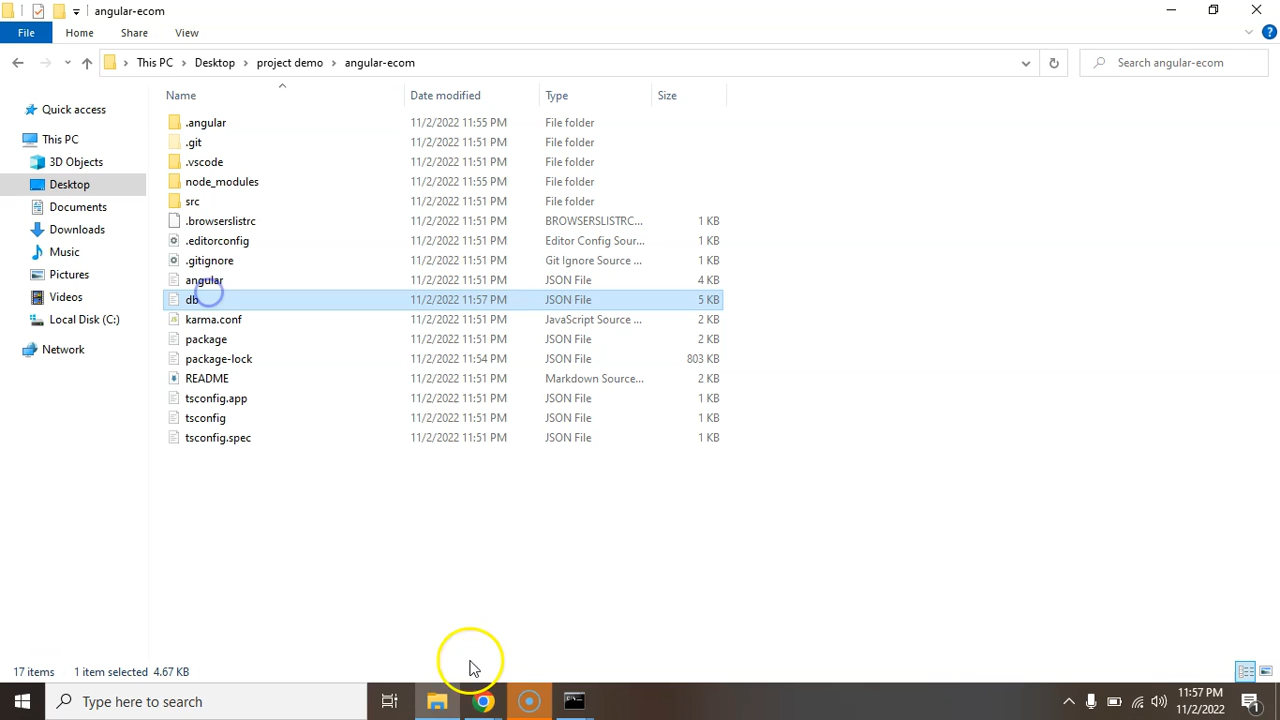 angular-ecom
File Home Share View
This PC Desktop project demo angular-ecom Search angular-ecom
Name Date modified Type Size
Quick access
This PC
3D Objects
Desktop
Documents
Downloads
Music
Pictures
Videos
Local Disk (C:)
Network
.angular 11/2/2022 11:55 PM File folder
.git 11/2/2022 11:51 PM File folder
.vscode 11/2/2022 11:51 PM File folder
node_modules 11/2/2022 11:55 PM File folder
src 11/2/2022 11:51 PM File folder
.browserslistrc 11/2/2022 11:51 PM BROWSERSLISTRC... 1 KB
.editorconfig 11/2/2022 11:51 PM Editor Config Sour... 1 KB
.gitignore 11/2/2022 11:51 PM Git Ignore Source ... 1 KB
angular 11/2/2022 11:51 PM JSON File 4 KB
db 11/2/2022 11:57 PM JSON File 5 KB
karma.conf 11/2/2022 11:51 PM JavaScript Source ... 2 KB
package 11/2/2022 11:51 PM JSON File 2 KB
package-lock 11/2/2022 11:54 PM JSON File 803 KB
README 11/2/2022 11:51 PM Markdown Source... 2 KB
tsconfig.app 11/2/2022 11:51 PM JSON File 1 KB
tsconfig 11/2/2022 11:51 PM JSON File 1 KB
tsconfig.spec 11/2/2022 11:51 PM JSON File 1 KB
17 items 1 item selected 4.67 KB
Type here to search
11:57 PM
11/2/2022
1